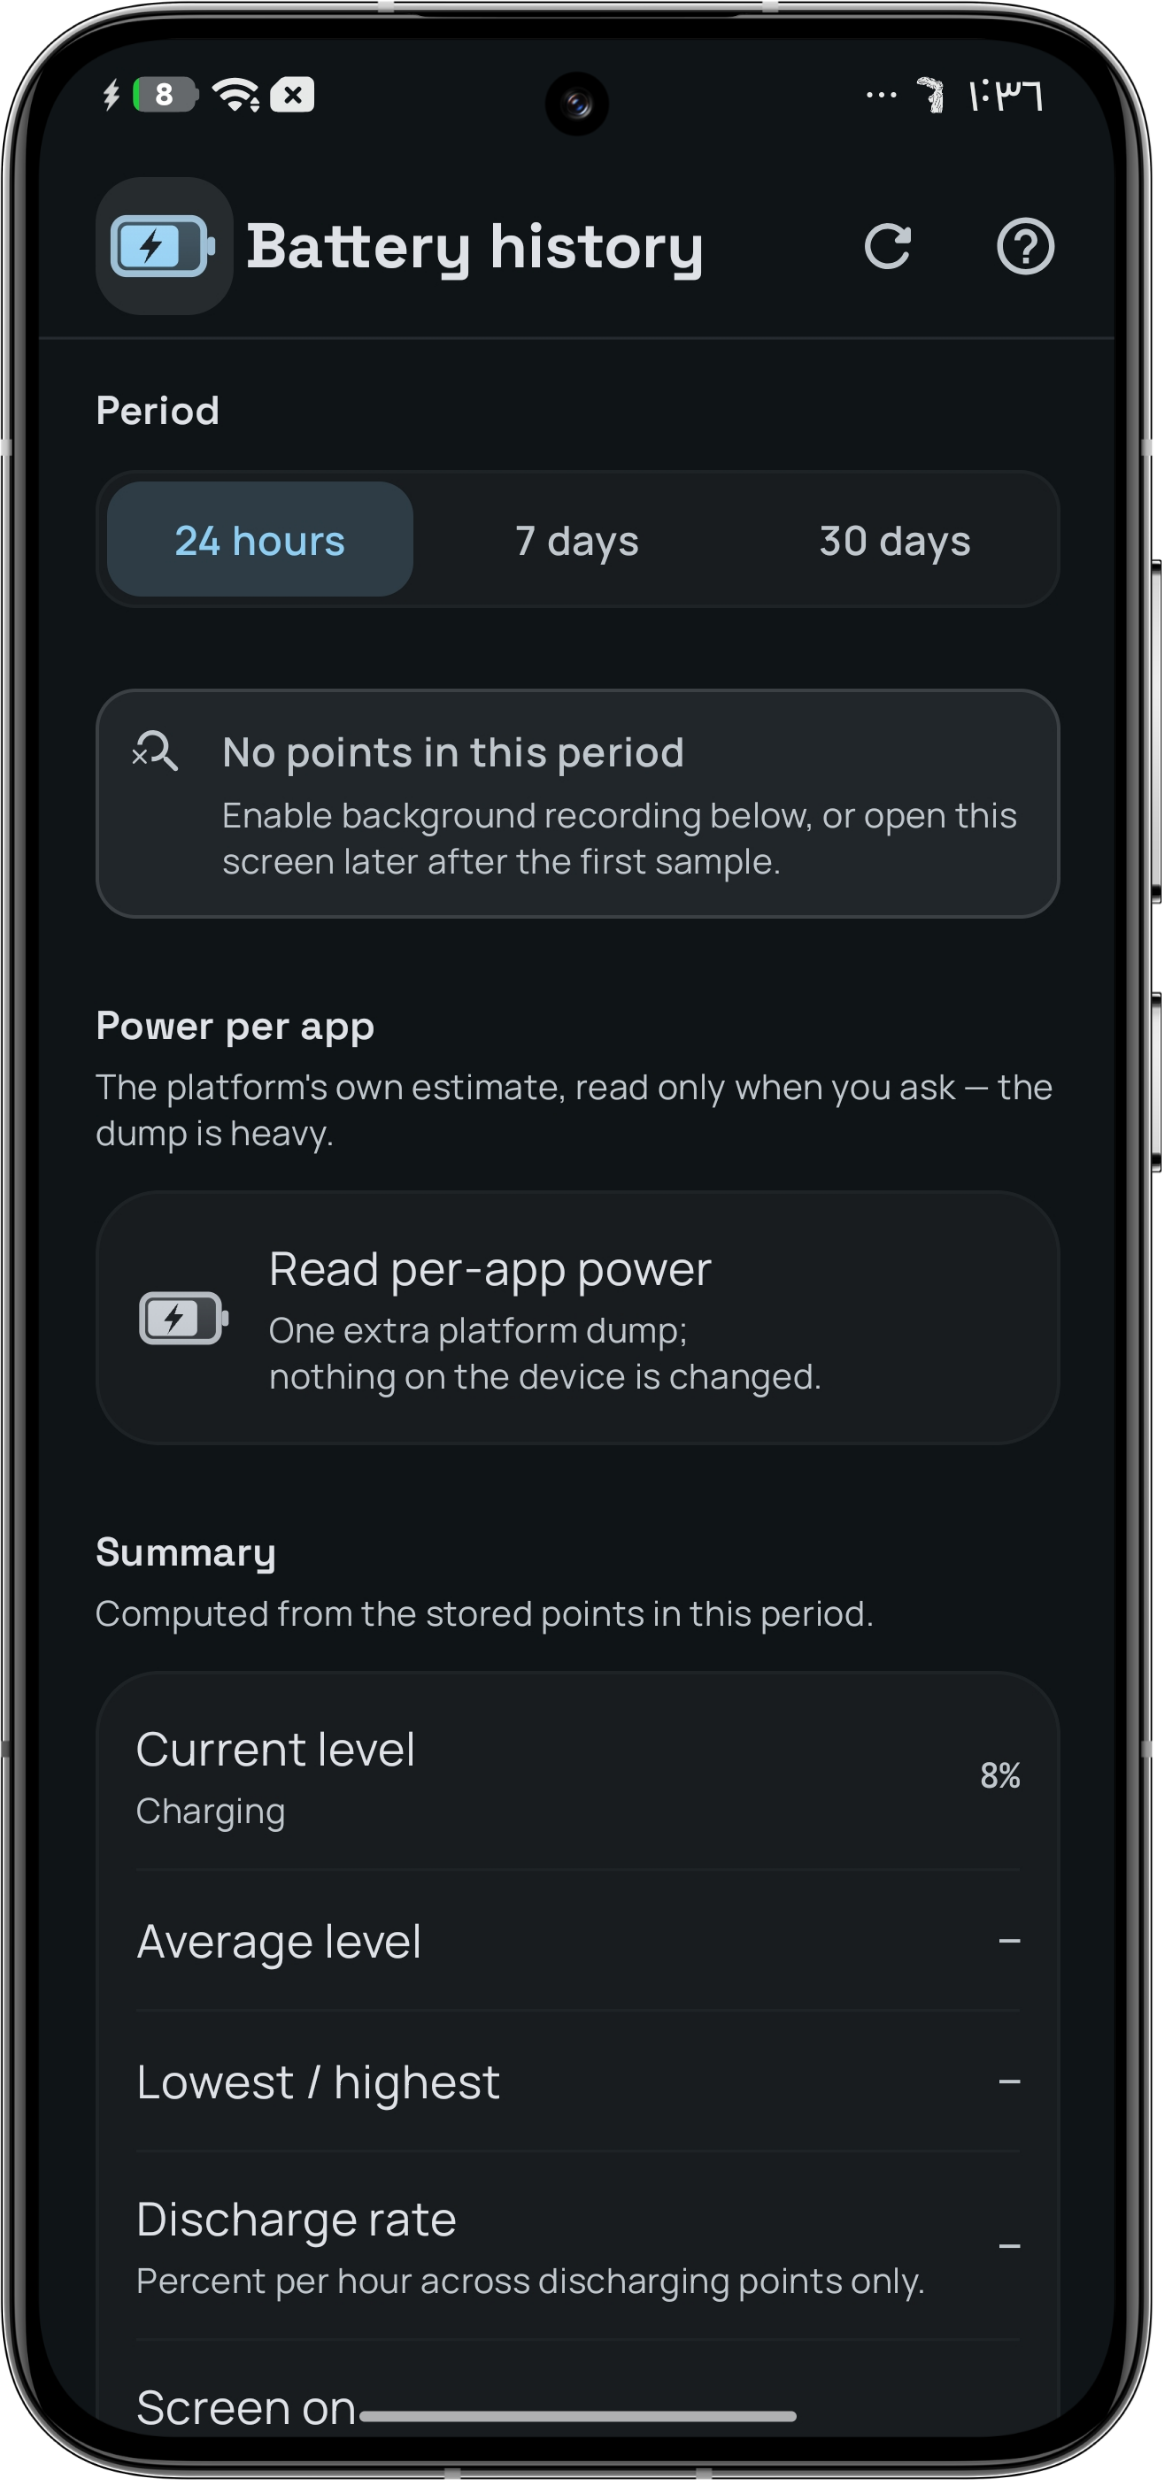 8
١:٣٦
Battery history
Period
24 hours
7 days
30 days
No points in this period
Enable background recording below, or open this
screen later after the first sample.
Power per app
The platform's own estimate, read only when you ask — the
dump is heavy.
Read per-app power
One extra platform dump;
nothing on the device is changed.
Summary
Computed from the stored points in this period.
Current level
8%
Charging
Average level
–
Lowest / highest
–
Discharge rate
–
Percent per hour across discharging points only.
Screen on